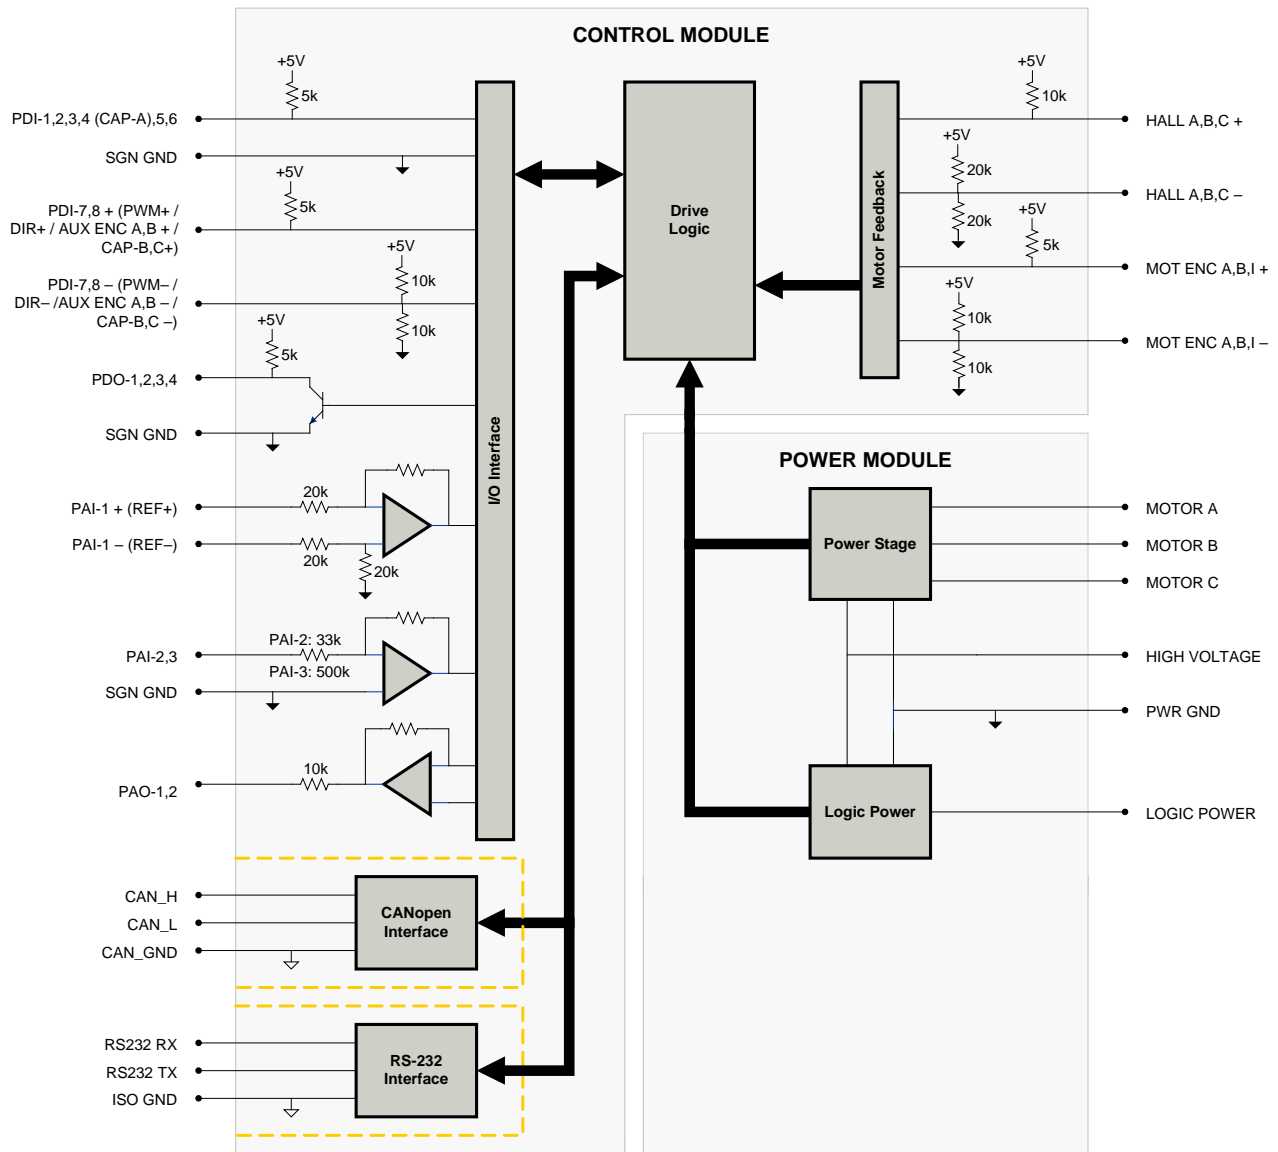 CONTROL MODULE
+5V
5k
PDI-1,2,3,4 (CAP-A),5,6
SGN GND
+5V
5k
PDI-7,8 + (PWM+ /
DIR+ / AUX ENC A,B + /
CAP-B,C+)
+5V
10k
10k
PDI-7,8 – (PWM– /
DIR– /AUX ENC A,B – /
CAP-B,C –)
+5V
5k
PDO-1,2,3,4
SGN GND
20k
PAI-1 + (REF+)
PAI-1 – (REF–)
20k
20k
PAI-2: 33k
PAI-2,3
PAI-3: 500k
SGN GND
10k
PAO-1,2
I/O Interface
Drive
Logic
Motor Feedback
+5V
10k
HALL A,B,C +
+5V
20k
HALL A,B,C –
20k
+5V
5k
MOT ENC A,B,I +
+5V
10k
MOT ENC A,B,I –
10k
POWER MODULE
Power Stage
MOTOR A
MOTOR B
MOTOR C
HIGH VOLTAGE
PWR GND
Logic Power
LOGIC POWER
CAN_H
CAN_L
CAN_GND
CANopen
Interface
RS232 RX
RS232 TX
ISO GND
RS-232
Interface